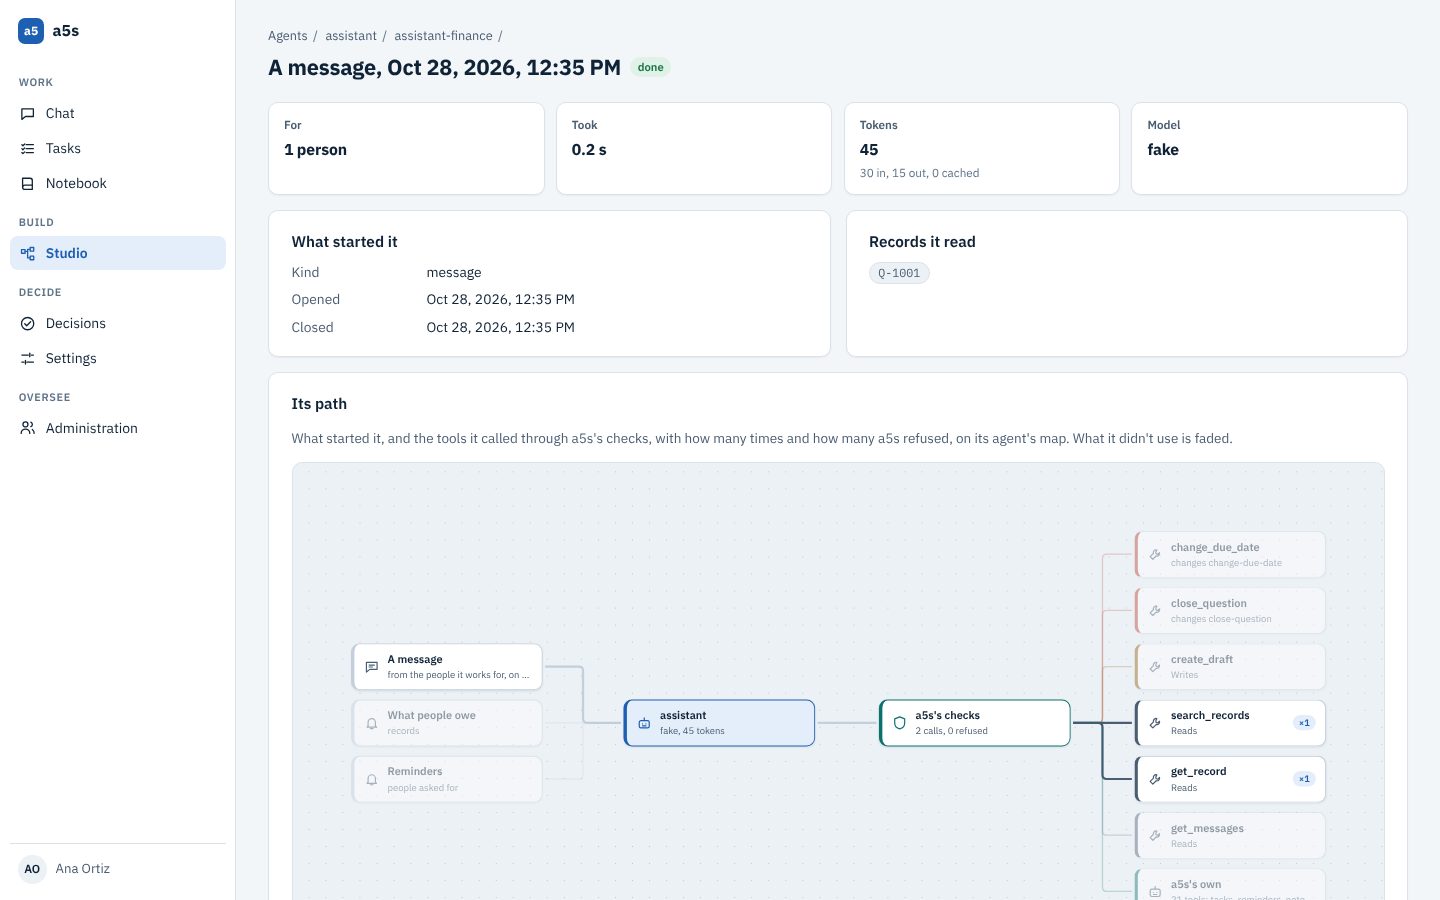 a5 a5s
WORK
Chat
Tasks
Notebook
BUILD
Studio
DECIDE
Decisions
Settings
OVERSEE
Administration
AO Ana Ortiz
Agents / assistant / assistant-finance /
A message, Oct 28, 2026, 12:35 PM done
For
1 person
Took
0.2 s
Tokens
45
30 in, 15 out, 0 cached
Model
fake
What started it
Kind message
Opened Oct 28, 2026, 12:35 PM
Closed Oct 28, 2026, 12:35 PM
Records it read
Q-1001
Its path
What started it, and the tools it called through a5s's checks, with how many times and how many a5s refused, on its agent's map. What it didn't use is faded.
A message
from the people it works for, on ...
What people owe
records
Reminders
people asked for
assistant
fake, 45 tokens
a5s's checks
2 calls, 0 refused
change_due_date
changes change-due-date
close_question
changes close-question
create_draft
Writes
search_records
Reads
×1
get_record
Reads
×1
get_messages
Reads
a5s's own